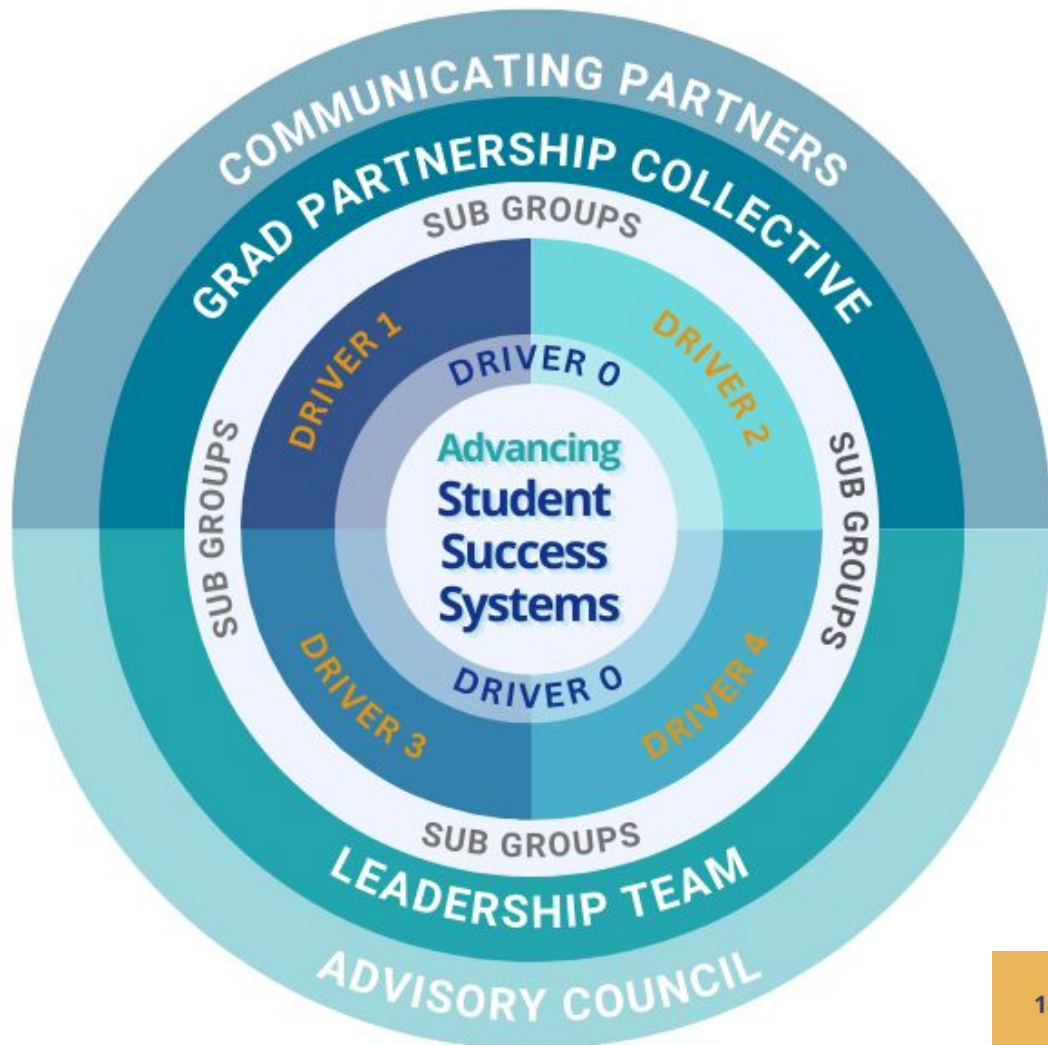 COMMUNICATING PARTNERS
GRAD PARTNERSHIP COLLECTIVE
SUB GROUPS
DRIVER 1
DRIVER 2
DRIVER 0
SUB GROUPS
SUB GROUPS
Advancing
Student
Success
Systems
DRIVER 0
DRIVER 3
DRIVER 4
SUB GROUPS
LEADERSHIP TEAM
ADVISORY COUNCIL